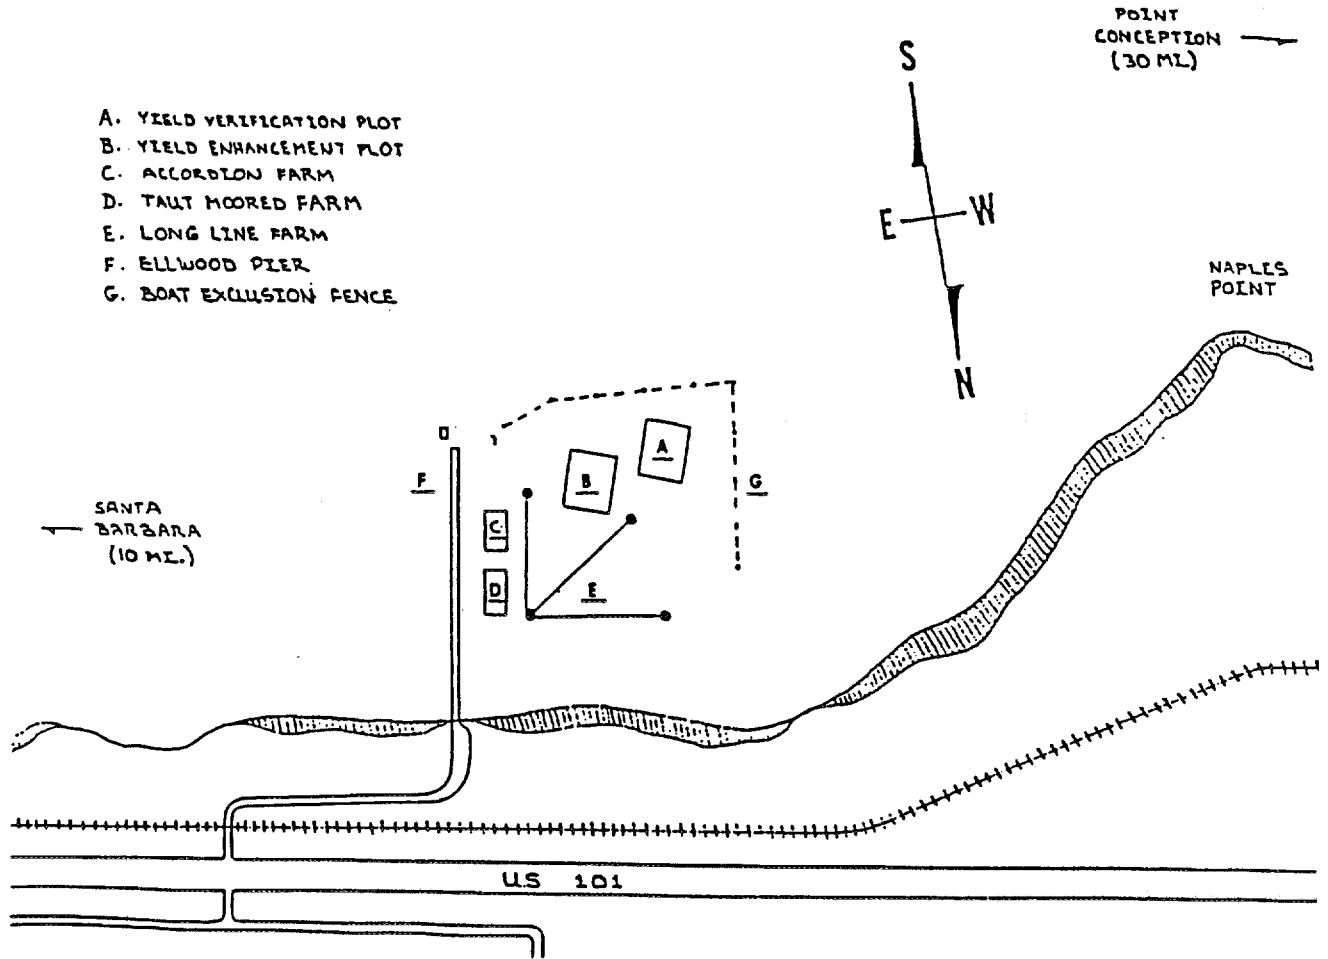 POINT
CONCEPTION
(30 MI.)
S
E
W
N
A. YIELD VERIFICATION PLOT
B. YIELD ENHANCEMENT PLOT
C. ACCORDION FARM
D. TAUT MOORED FARM
E. LONG LINE FARM
F. ELLWOOD PIER
G. BOAT EXCLUSION FENCE
NAPLES
POINT
A
B
F
G
C
D
E
SANTA
BARBARA
(10 MI.)
US 101